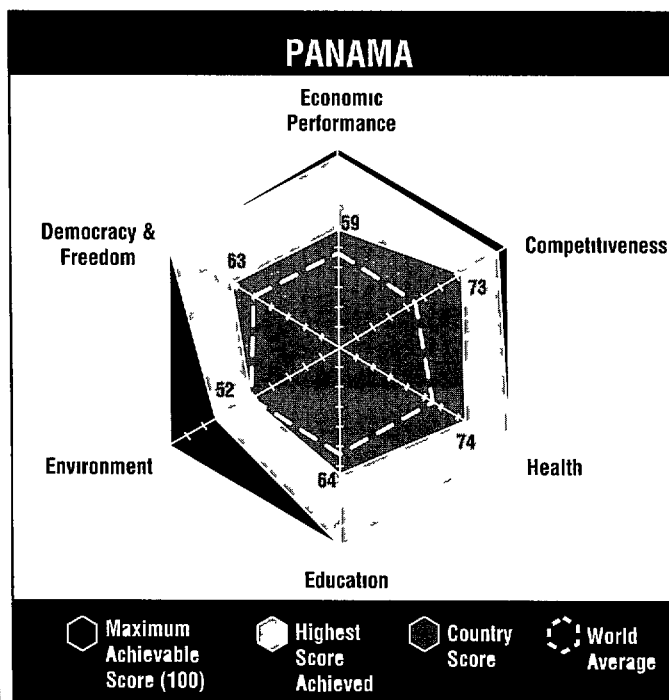 PANAMA
Economic
Performance
59
Democracy &
Freedom
63
Competitiveness
73
52
Environment
74
Health
64
Education
Maximum
Achievable
Score (100)
Highest
Score
Achieved
Country
Score
World
Average